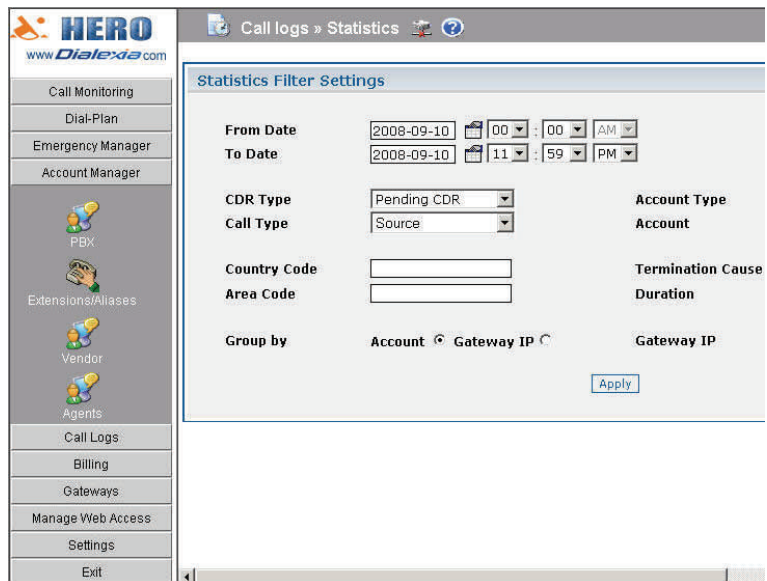 HERO
www.Dialexia.com
Call Monitoring
Dial-Plan
Emergency Manager
Account Manager
PBX
Extensions/Aliases
Vendor
Agents
Call Logs
Billing
Gateways
Manage Web Access
Settings
Exit
Call logs » Statistics ?
Statistics Filter Settings
From Date 2008-09-10 00 : 00 AM
To Date 2008-09-10 11 : 59 PM
CDR Type Pending CDR Account Type
Call Type Source Account
Country Code Termination Cause
Area Code Duration
Group by Account Gateway IP Gateway IP
Apply